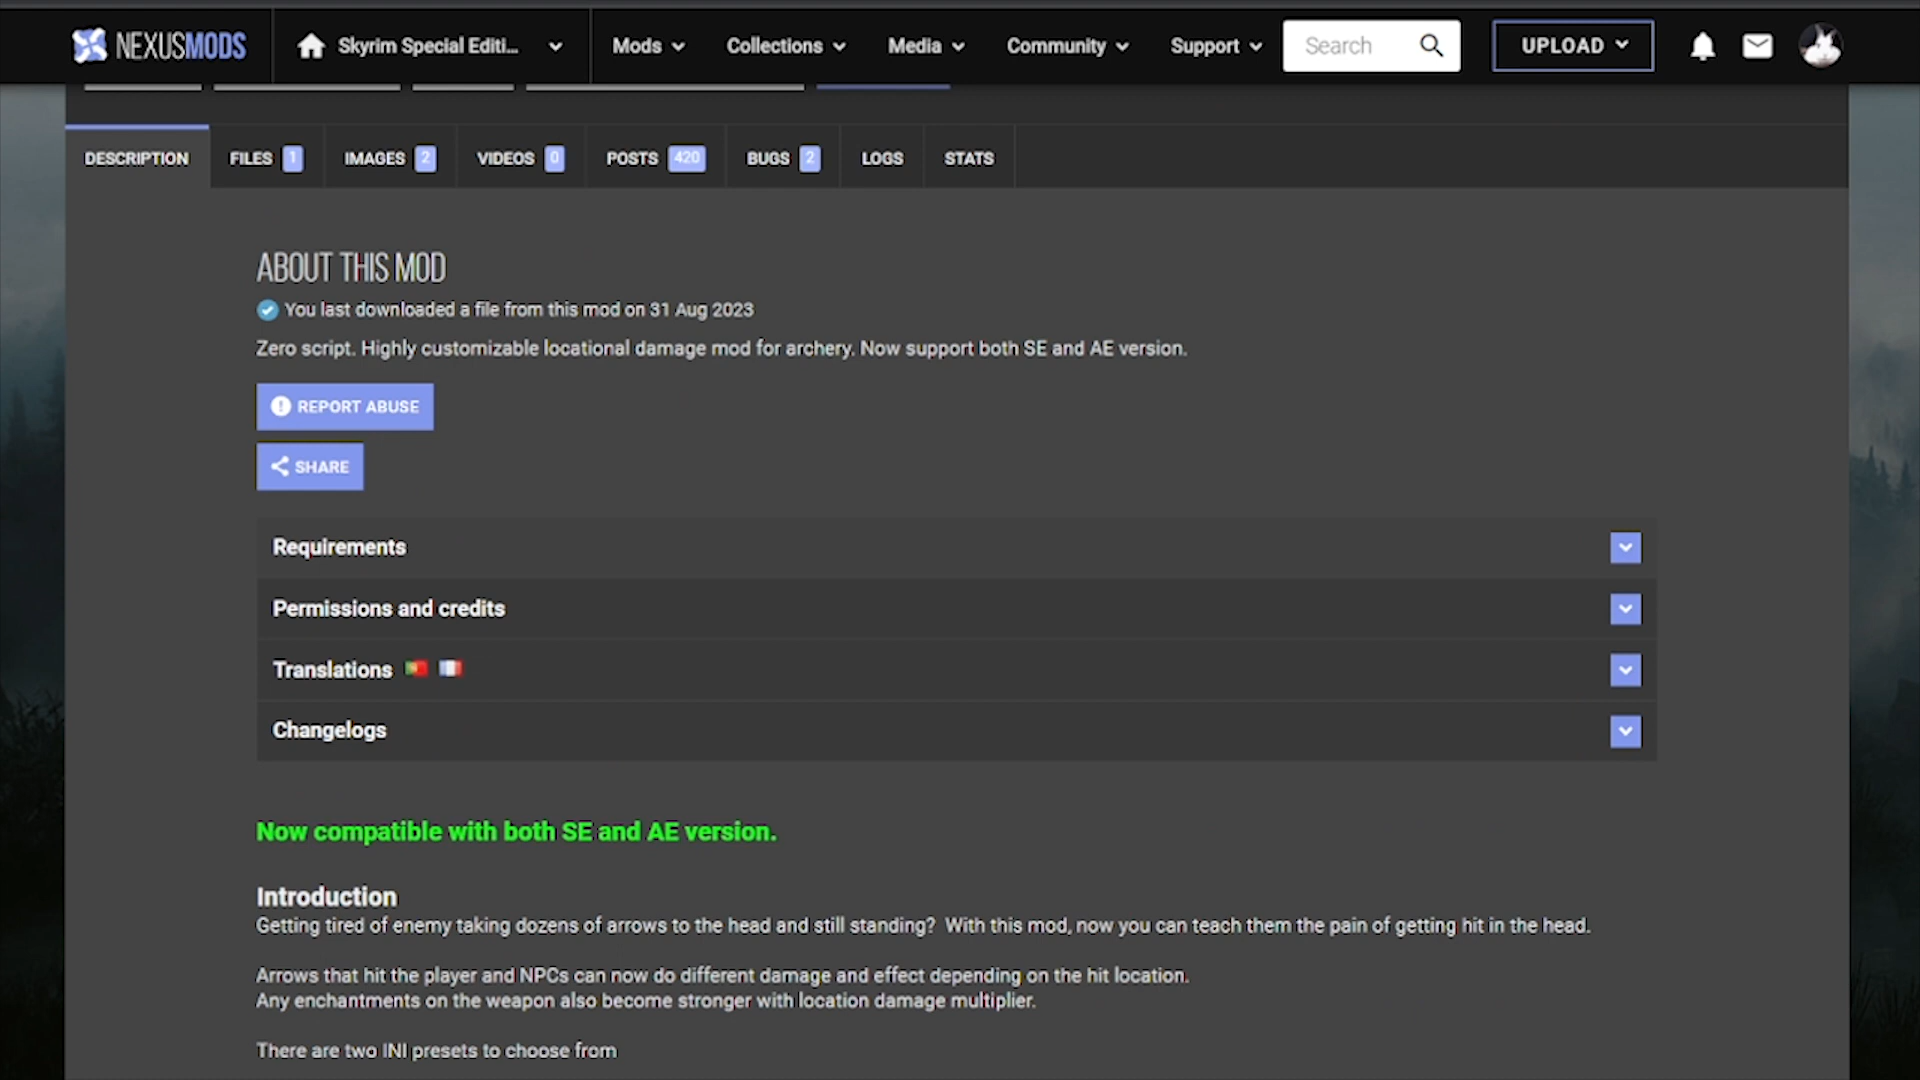 NEXUSMODS
Skyrim Special Editi...
Mods
Collections
Media
Community
Support
Search
UPLOAD
DESCRIPTION
FILES 1
IMAGES 2
VIDEOS 0
POSTS 420
BUGS 2
LOGS
STATS
ABOUT THIS MOD
You last downloaded a file from this mod on 31 Aug 2023
Zero script. Highly customizable locational damage mod for archery. Now support both SE and AE version.
REPORT ABUSE
SHARE
Requirements
Permissions and credits
Translations
Changelogs
Now compatible with both SE and AE version.
Introduction
Getting tired of enemy taking dozens of arrows to the head and still standing? With this mod, now you can teach them the pain of getting hit in the head.
Arrows that hit the player and NPCs can now do different damage and effect depending on the hit location.
Any enchantments on the weapon also become stronger with location damage multiplier.
There are two INI presets to choose from